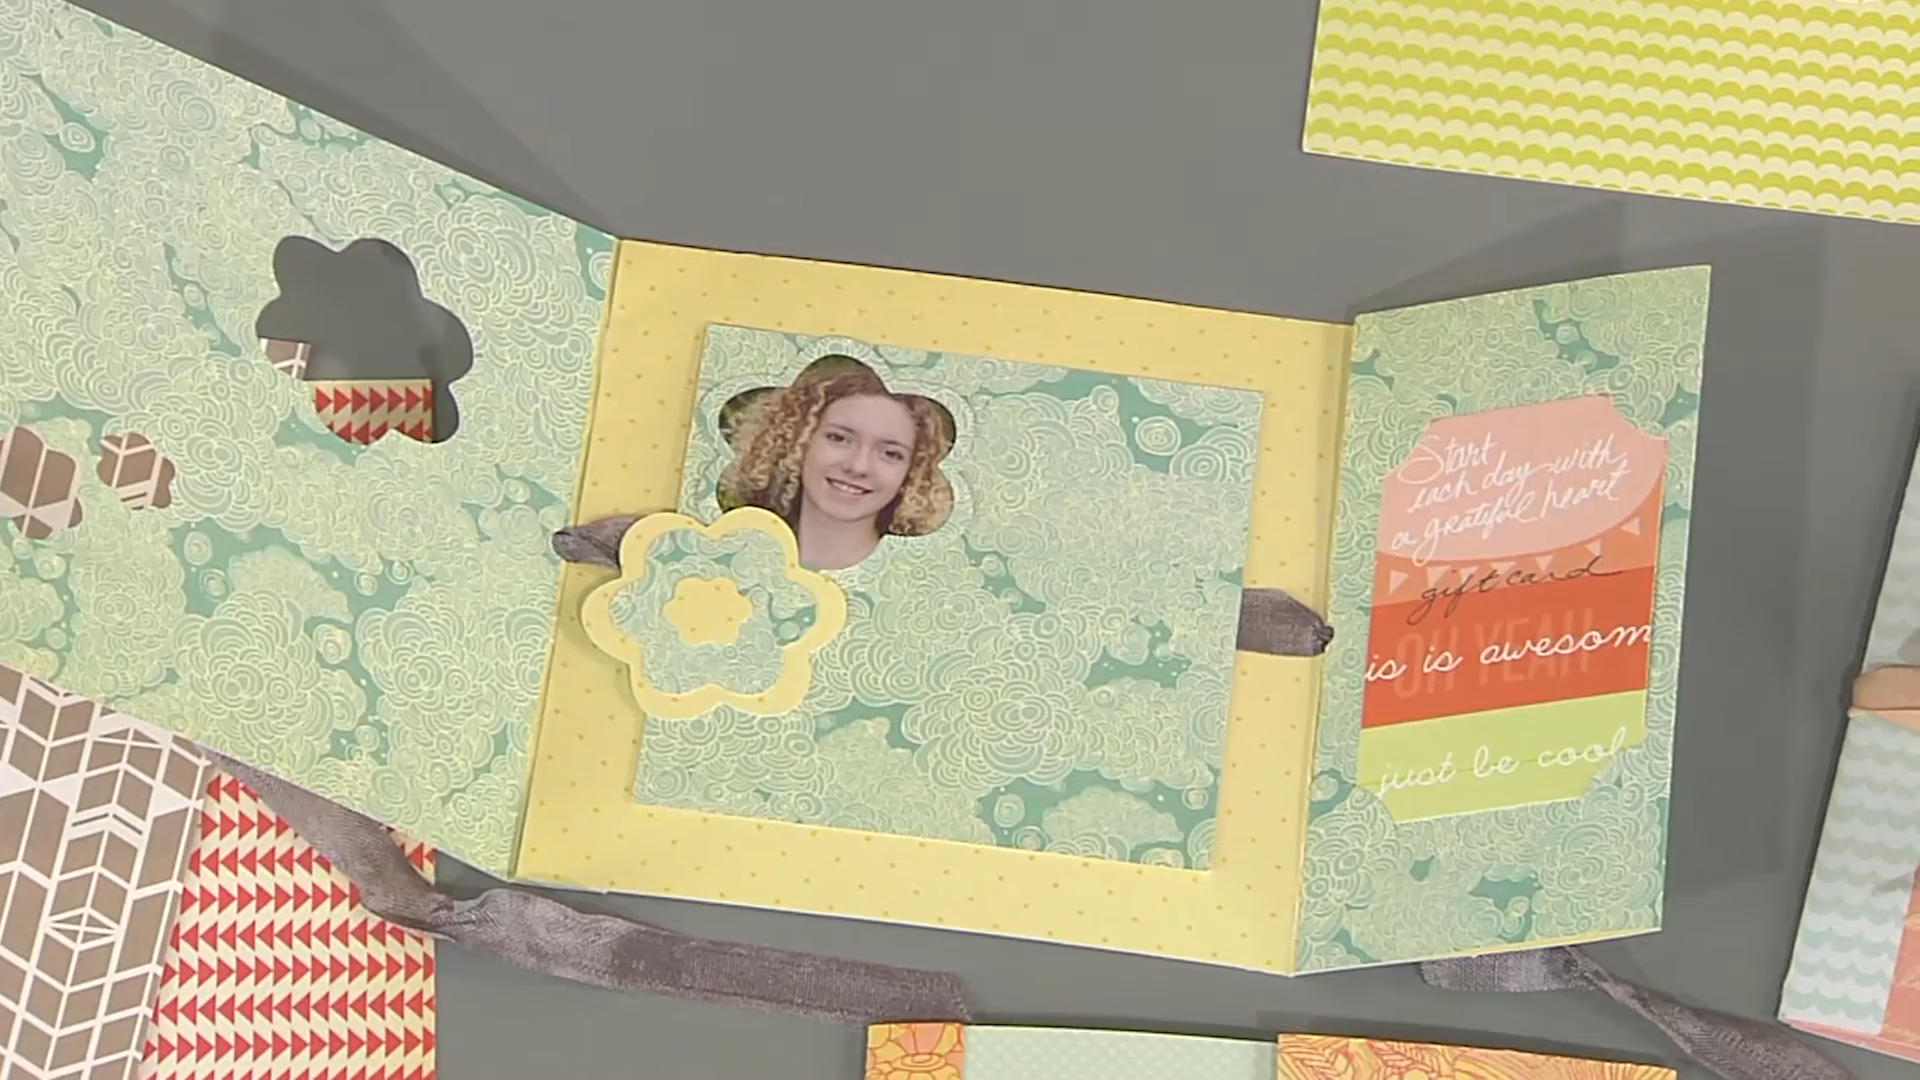 Start
each day with
a grateful heart
gift card
is is awesom
OH YEAH
just be cool